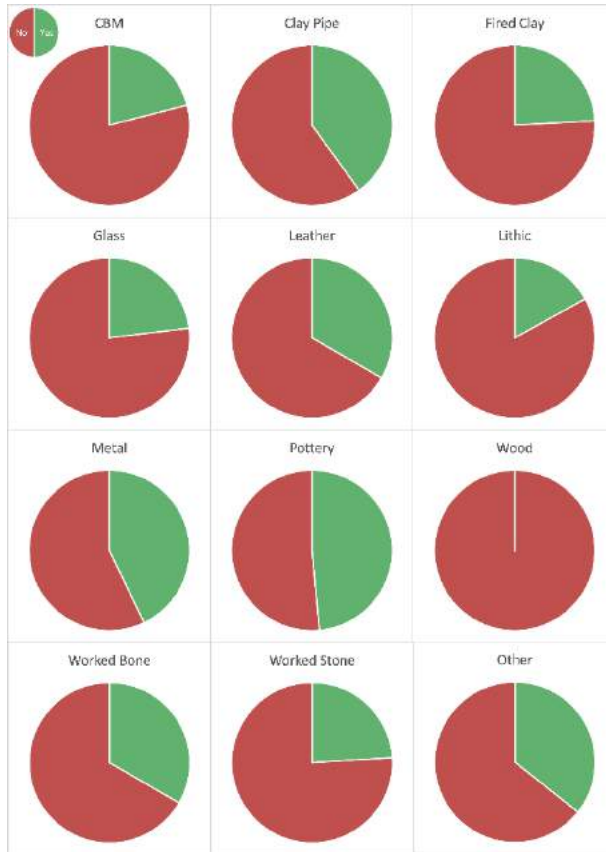 No Yes
CBM
Clay Pipe
Fired Clay
Glass
Leather
Lithic
Metal
Pottery
Wood
Worked Bone
Worked Stone
Other